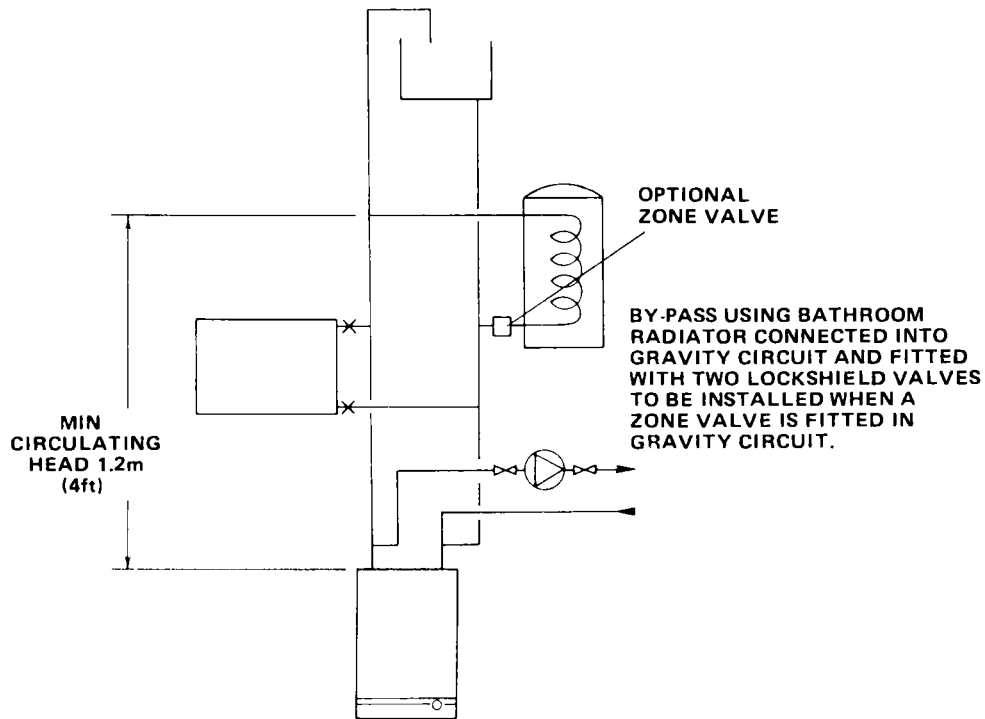 OPTIONAL
ZONE VALVE
BY-PASS USING BATHROOM
RADIATOR CONNECTED INTO
GRAVITY CIRCUIT AND FITTED
WITH TWO LOCKSHIELD VALVES
TO BE INSTALLED WHEN A
ZONE VALVE IS FITTED IN
GRAVITY CIRCUIT.
MIN
CIRCULATING
HEAD 1.2m
(4ft)